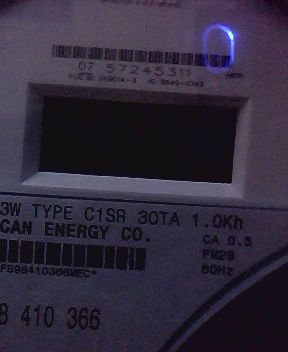 07 57245311
3W TYPE C1SR 30TA 1.0Kh
CAN ENERGY CO.
CA 0.5
FM2S
60Hz
8 410 366